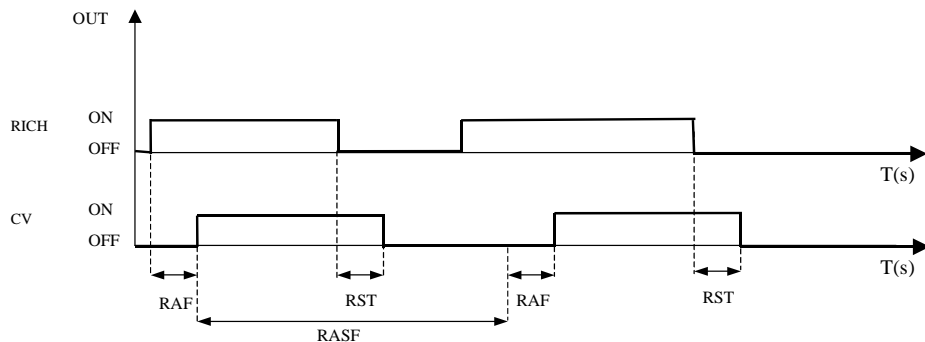 OUT
RICH
ON
OFF
T(s)
CV
ON
OFF
T(s)
RAF
RST
RAF
RST
RASF